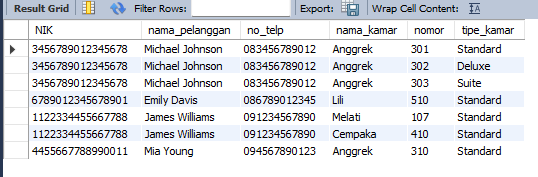 Result Grid Filter Rows: Export: Wrap Cell Content: IA
NIK nama_pelanggan no_telp nama_kamar nomor tipe_kamar
3456789012345678 Michael Johnson 083456789012 Anggrek 301 Standard
3456789012345678 Michael Johnson 083456789012 Anggrek 302 Deluxe
3456789012345678 Michael Johnson 083456789012 Anggrek 303 Suite
6789012345678901 Emily Davis 086789012345 Lili 510 Standard
1122334455667788 James Williams 091234567890 Melati 107 Standard
1122334455667788 James Williams 091234567890 Cempaka 410 Standard
4455667788990011 Mia Young 094567890123 Anggrek 310 Standard